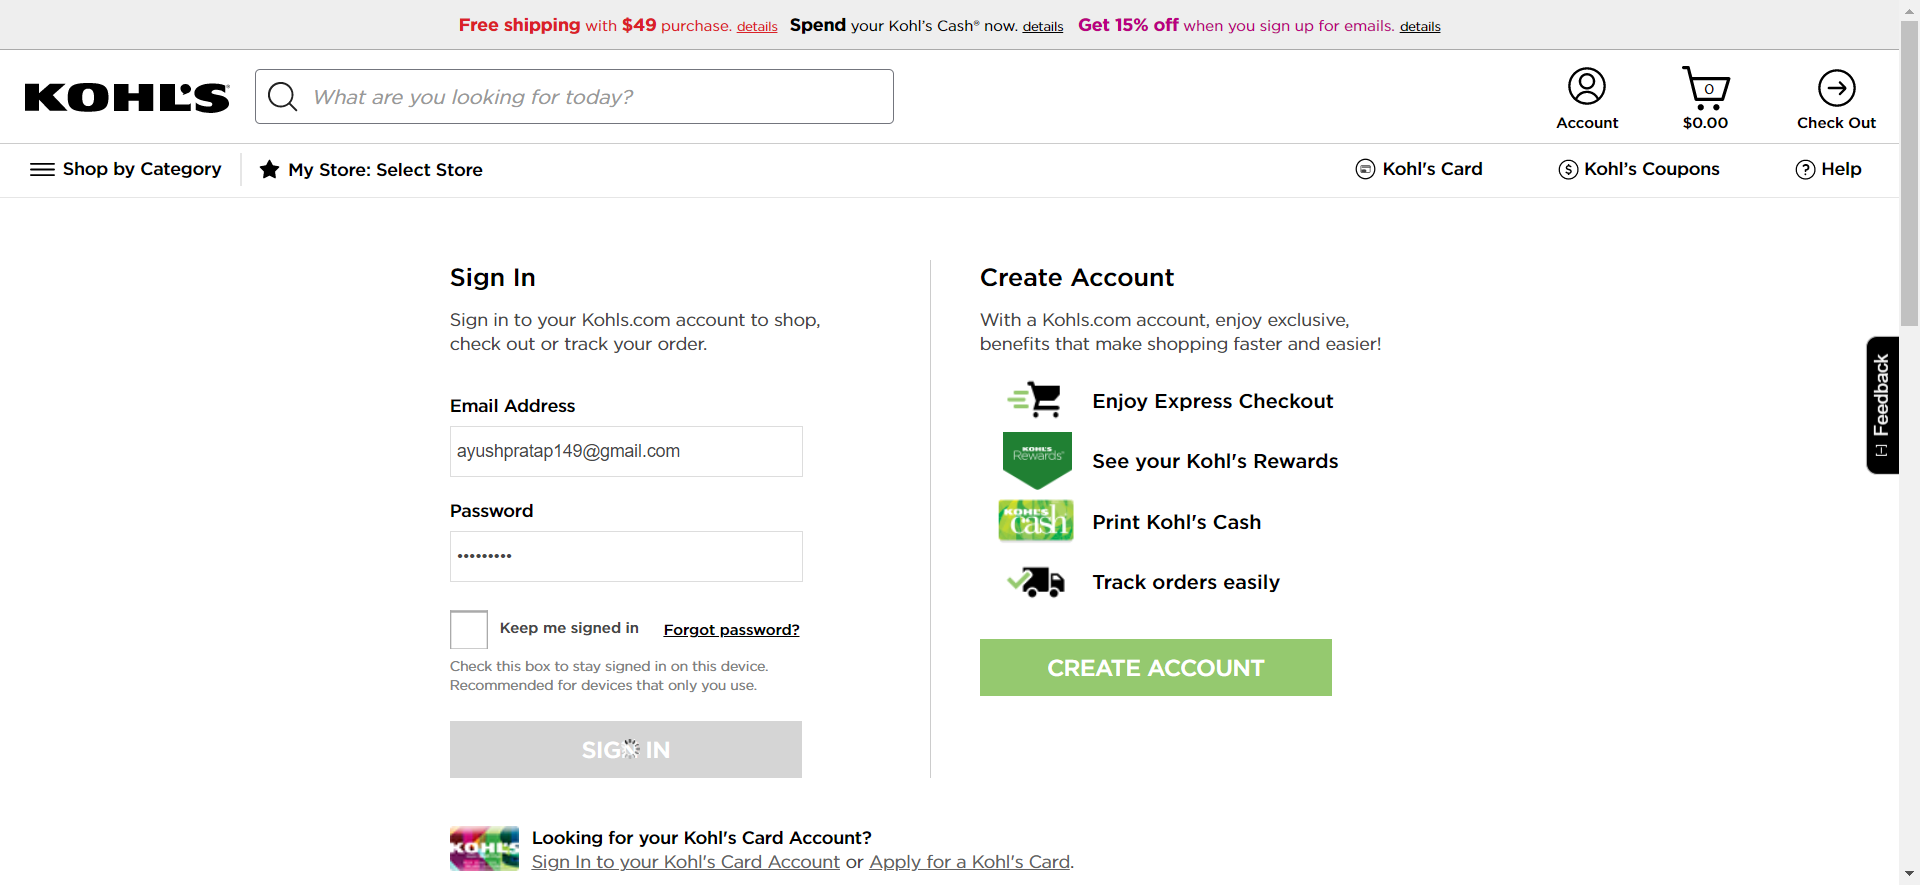 Free shipping with $49 purchase. details Spend your Kohl's Cash® now. details Get 15% off when you sign up for emails. details
KOHL'S
What are you looking for today?
Account
0
$0.00
Check Out
Shop by Category
My Store: Select Store
Kohl's Card
$ Kohl's Coupons
? Help
Sign In
Sign in to your Kohls.com account to shop,
check out or track your order.
Email Address
ayushpratap149@gmail.com
Password
•••••••••
Keep me signed in
Forgot password?
Check this box to stay signed in on this device.
Recommended for devices that only you use.
SIGN IN
Create Account
With a Kohls.com account, enjoy exclusive,
benefits that make shopping faster and easier!
Enjoy Express Checkout
KOHL'S
Rewards
See your Kohl's Rewards
KOHL'S
cash
Print Kohl's Cash
Track orders easily
CREATE ACCOUNT
[-] Feedback
KOHL'S
Looking for your Kohl's Card Account?
Sign In to your Kohl's Card Account or Apply for a Kohl's Card.